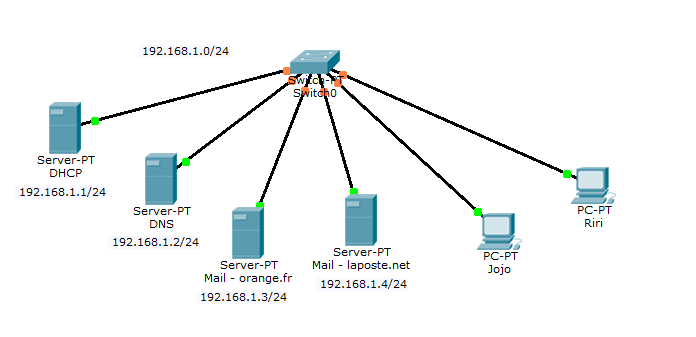 192.168.1.0/24
Switch-PT
Switch0
Server-PT
DHCP
192.168.1.1/24
Server-PT
DNS
192.168.1.2/24
Server-PT
Mail - orange.fr
192.168.1.3/24
Server-PT
Mail - laposte.net
192.168.1.4/24
PC-PT
Jojo
PC-PT
Riri